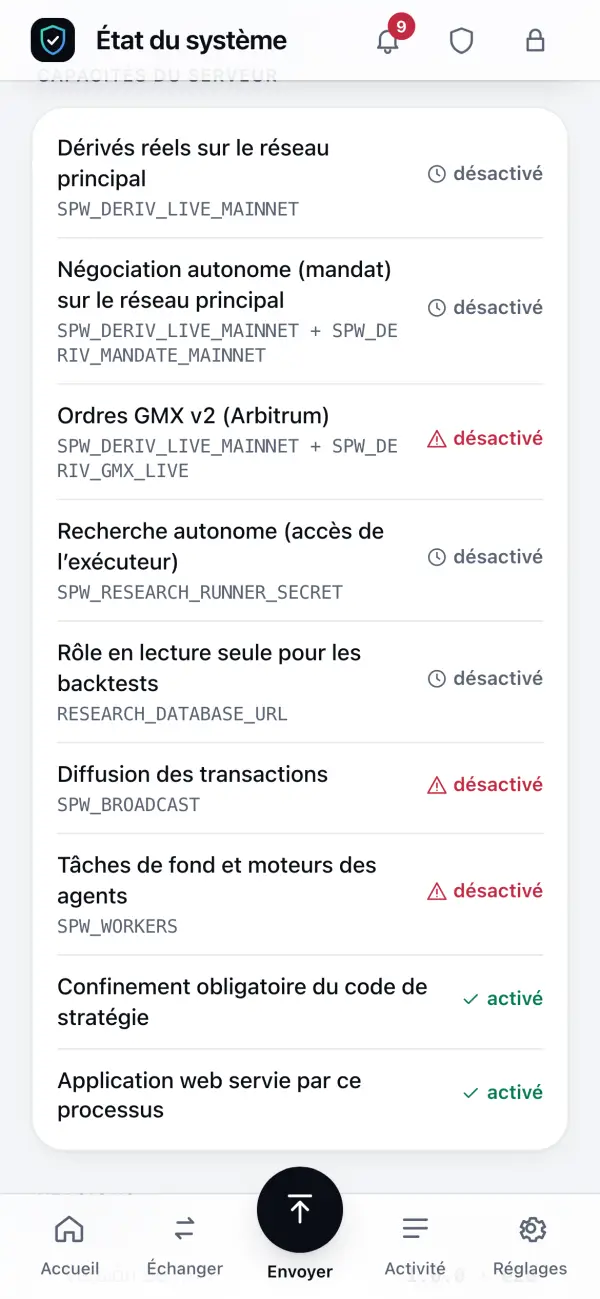 État du système
9
CAPACITÉS DU SERVEUR
Dérivés réels sur le réseau
principal
SPW_DERIV_LIVE_MAINNET
désactivé
Négociation autonome (mandat)
sur le réseau principal
SPW_DERIV_LIVE_MAINNET + SPW_DE
RIV_MANDATE_MAINNET
désactivé
Ordres GMX v2 (Arbitrum)
SPW_DERIV_LIVE_MAINNET + SPW_DE
RIV_GMX_LIVE
désactivé
Recherche autonome (accès de
l’exécuteur)
SPW_RESEARCH_RUNNER_SECRET
désactivé
Rôle en lecture seule pour les
backtests
RESEARCH_DATABASE_URL
désactivé
Diffusion des transactions
SPW_BROADCAST
désactivé
Tâches de fond et moteurs des
agents
SPW_WORKERS
désactivé
Confinement obligatoire du code de
stratégie
activé
Application web servie par ce
processus
activé
Accueil
Échanger
Envoyer
Activité
Réglages